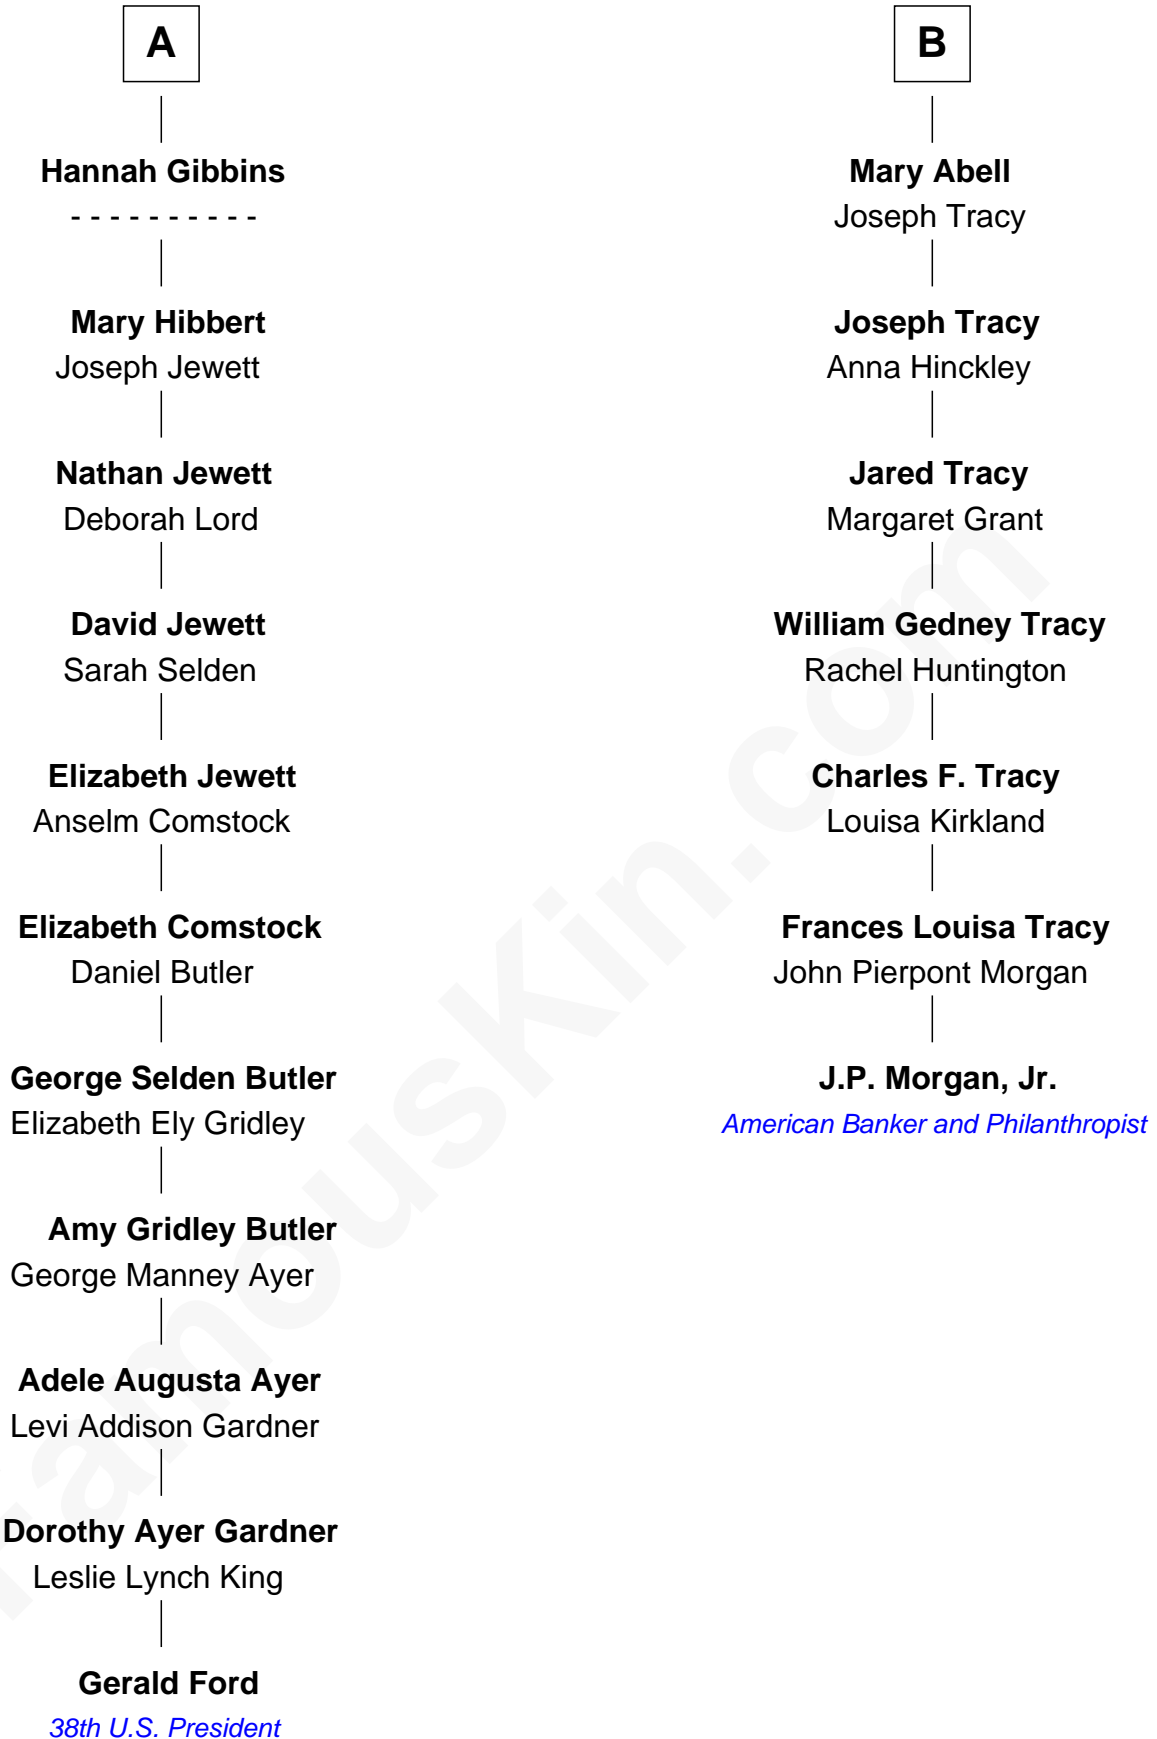 A
Hannah Gibbins
- - - - - - - - - -
Mary Hibbert
Joseph Jewett
Nathan Jewett
Deborah Lord
David Jewett
Sarah Selden
Elizabeth Jewett
Anselm Comstock
Elizabeth Comstock
Daniel Butler
George Selden Butler
Elizabeth Ely Gridley
Amy Gridley Butler
George Manney Ayer
Adele Augusta Ayer
Levi Addison Gardner
Dorothy Ayer Gardner
Leslie Lynch King
Gerald Ford
38th U.S. President
B
Mary Abell
Joseph Tracy
Joseph Tracy
Anna Hinckley
Jared Tracy
Margaret Grant
William Gedney Tracy
Rachel Huntington
Charles F. Tracy
Louisa Kirkland
Frances Louisa Tracy
John Pierpont Morgan
J.P. Morgan, Jr.
American Banker and Philanthropist
FamousKin.com